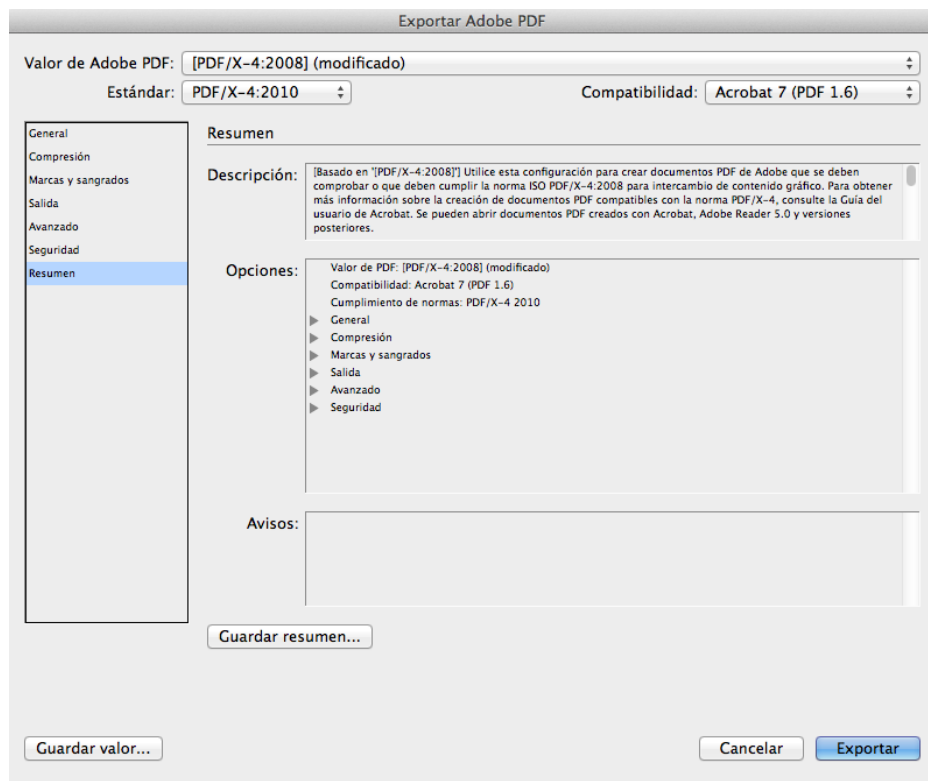 Exportar Adobe PDF
Valor de Adobe PDF: [PDF/X-4:2008] (modificado)
Estándar: PDF/X-4:2010
Compatibilidad: Acrobat 7 (PDF 1.6)
General
Compresión
Marcas y sangrados
Salida
Avanzado
Seguridad
Resumen
Resumen
Descripción:
[Basado en '[PDF/X-4:2008]'] Utilice esta configuración para crear documentos PDF de Adobe que se deben
comprobar o que deben cumplir la norma ISO PDF/X-4:2008 para intercambio de contenido gráfico. Para obtener
más información sobre la creación de documentos PDF compatibles con la norma PDF/X-4, consulte la Guía del
usuario de Acrobat. Se pueden abrir documentos PDF creados con Acrobat, Adobe Reader 5.0 y versiones
posteriores.
Opciones:
Valor de PDF: [PDF/X-4:2008] (modificado)
Compatibilidad: Acrobat 7 (PDF 1.6)
Cumplimiento de normas: PDF/X-4 2010
General
Compresión
Marcas y sangrados
Salida
Avanzado
Seguridad
Avisos:
Guardar resumen...
Guardar valor...
Cancelar
Exportar